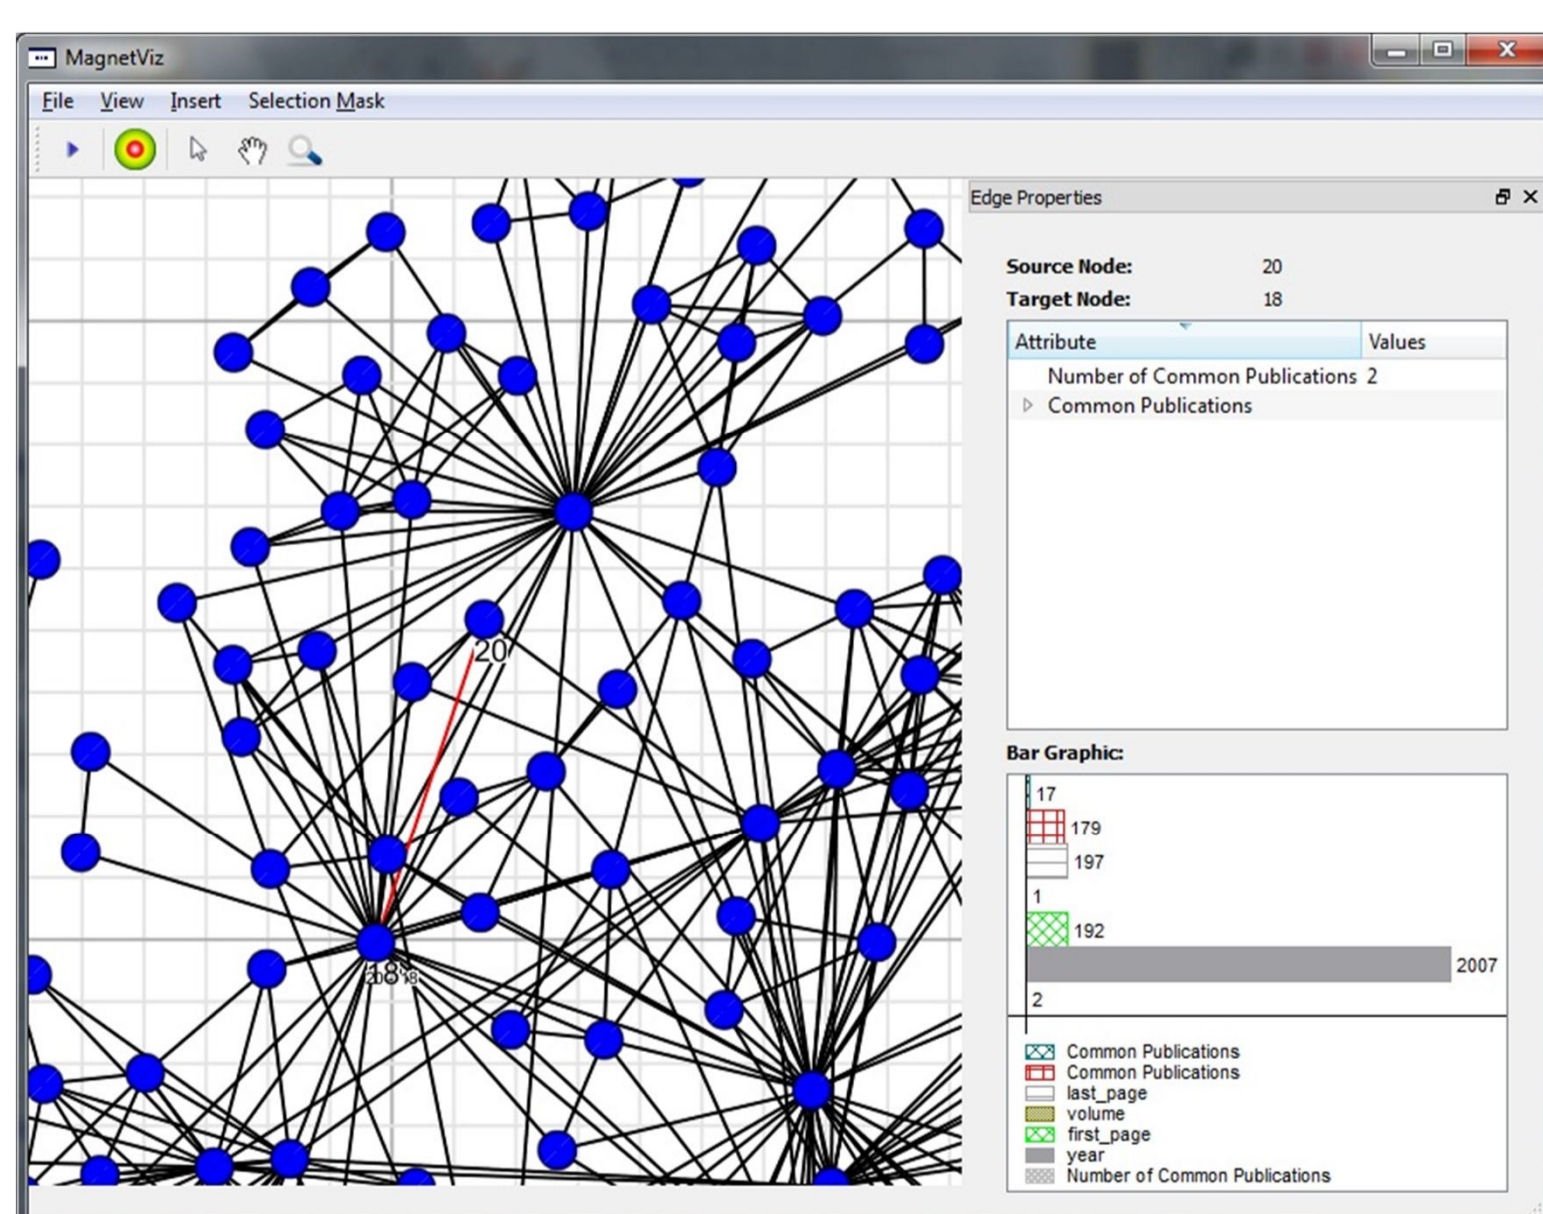 MagnetViz
File View Insert Selection Mask
Edge Properties
Source Node: 20
Target Node: 18
Attribute Values
Number of Common Publications 2
Common Publications
20
18
Bar Graphic:
17
179
197
1
192
2007
2
Common Publications
Common Publications
last_page
volume
first_page
year
Number of Common Publications